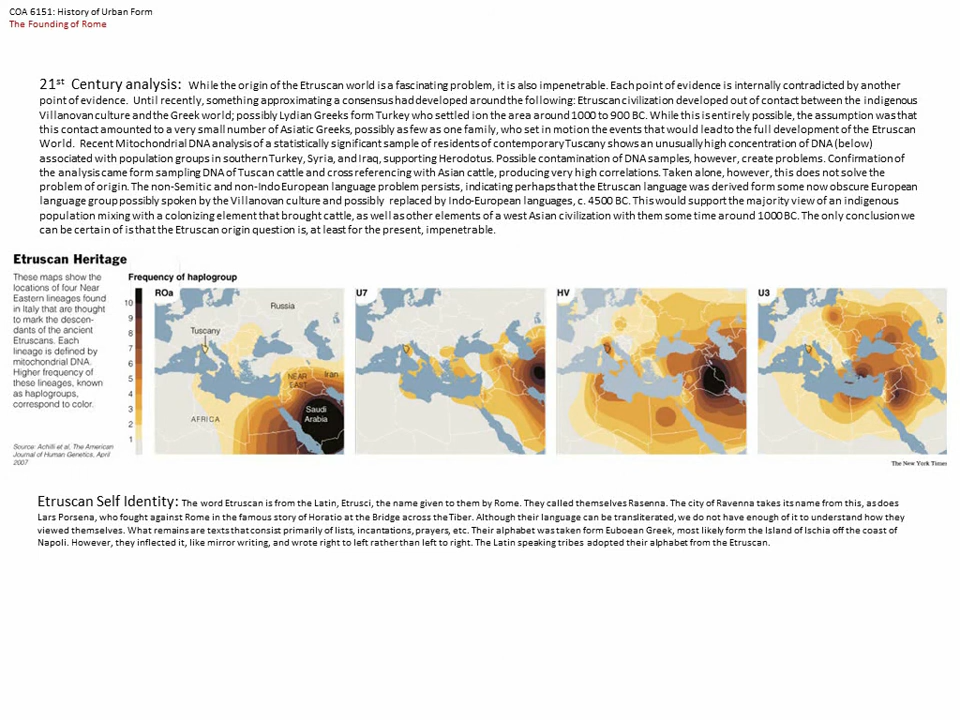 COA 6151: History of Urban Form
The Founding of Rome
21st Century analysis: While the origin of the Etruscan world is a fascinating problem, it is also impenetrable. Each point of evidence is internally contradicted by another
point of evidence. Until recently, something approximating a consensus had developed around the following: Etruscan civilization developed out of contact between the indigenous
Villanovan culture and the Greek world; possibly Lydian Greeks form Turkey who settled ion the area around 1000 to 900 BC. While this is entirely possible, the assumption was that
this contact amounted to a very small number of Asiatic Greeks, possibly as few as one family, who set in motion the events that would lead to the full development of the Etruscan
World. Recent Mitochondrial DNA analysis of a statistically significant sample of residents of contemporary Tuscany shows an unusually high concentration of DNA (below)
associated with population groups in southern Turkey, Syria, and Iraq, supporting Herodotus. Possible contamination of DNA samples, however, create problems. Confirmation of
the analysis came form sampling DNA of Tuscan cattle and cross referencing with Asian cattle, producing very high correlations. Taken alone, however, this does not solve the
problem of origin. The non-Semitic and non-Indo European language problem persists, indicating perhaps that the Etruscan language was derived form some now obscure European
language group possibly spoken by the Villanovan culture and possibly replaced by Indo-European languages, c. 4500 BC. This would support the majority view of an indigenous
population mixing with a colonizing element that brought cattle, as well as other elements of a west Asian civilization with them some time around 1000 BC. The only conclusion we
can be certain of is that the Etruscan origin question is, at least for the present, impenetrable.
Etruscan Heritage
These maps show the
locations of four Near
Eastern lineages found
in Italy that are thought
to mark the descen-
dants of the ancient
Etruscans. Each
lineage is defined by
mitochondrial DNA.
Higher frequency of
these lineages, known
as haplogroups,
correspond to color.
Source: Achilli et al, The American
Journal of Human Genetics, April
2007
Frequency of haplogroup
10
9
8
7
6
5
4
3
2
1
ROa
Russia
Tuscany
NEAR
EAST
Iran
Saudi
Arabia
AFRICA
U7
HV
U3
The New York Times
Etruscan Self Identity: The word Etruscan is from the Latin, Etrusci, the name given to them by Rome. They called themselves Rasenna. The city of Ravenna takes its name from this, as does
Lars Porsena, who fought against Rome in the famous story of Horatio at the Bridge across the Tiber. Although their language can be transliterated, we do not have enough of it to understand how they
viewed themselves. What remains are texts that consist primarily of lists, incantations, prayers, etc. Their alphabet was taken form Euboean Greek, most likely form the Island of Ischia off the coast of
Napoli. However, they inflected it, like mirror writing, and wrote right to left rather than left to right. The Latin speaking tribes adopted their alphabet from the Etruscan.